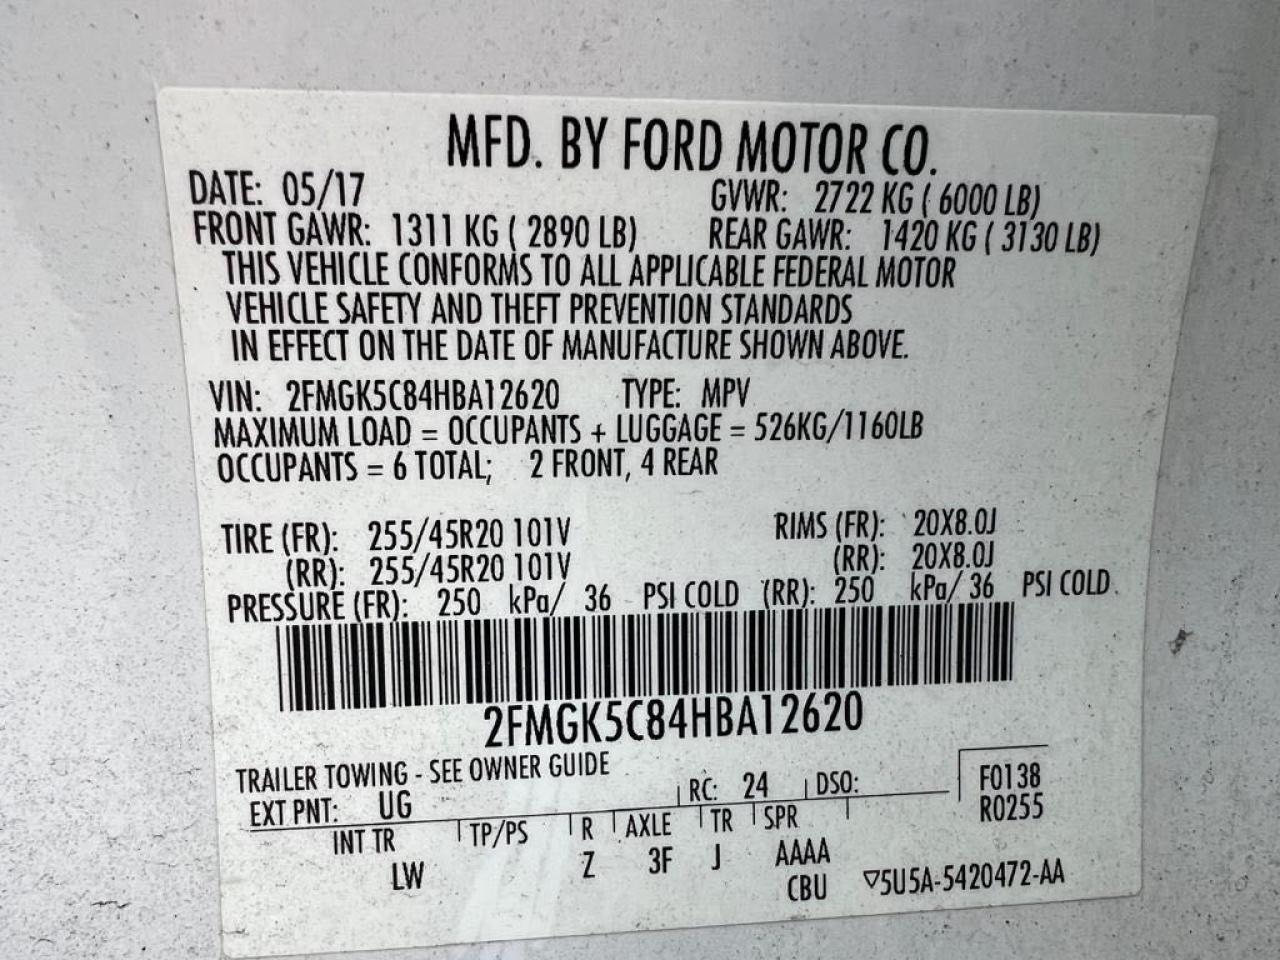 MFD. BY FORD MOTOR CO.
DATE: 05/17 GVWR: 2722 KG ( 6000 LB)
FRONT GAWR: 1311 KG ( 2890 LB) REAR GAWR: 1420 KG ( 3130 LB)
THIS VEHICLE CONFORMS TO ALL APPLICABLE FEDERAL MOTOR
VEHICLE SAFETY AND THEFT PREVENTION STANDARDS
IN EFFECT ON THE DATE OF MANUFACTURE SHOWN ABOVE.
VIN: 2FMGK5C84HBA12620 TYPE: MPV
MAXIMUM LOAD = OCCUPANTS + LUGGAGE = 526KG/1160LB
OCCUPANTS = 6 TOTAL; 2 FRONT, 4 REAR
TIRE (FR): 255/45R20 101V RIMS (FR): 20X8.0J
(RR): 255/45R20 101V (RR): 20X8.0J
PRESSURE (FR): 250 kPa/ 36 PSI COLD (RR): 250 kPa/ 36 PSI COLD
2FMGK5C84HBA12620
TRAILER TOWING - SEE OWNER GUIDE
EXT PNT: UG RC: 24 DSO: F0138
R0255
INT TR TP/PS R AXLE TR SPR
LW Z 3F J AAAA
CBU ▽5U5A-5420472-AA